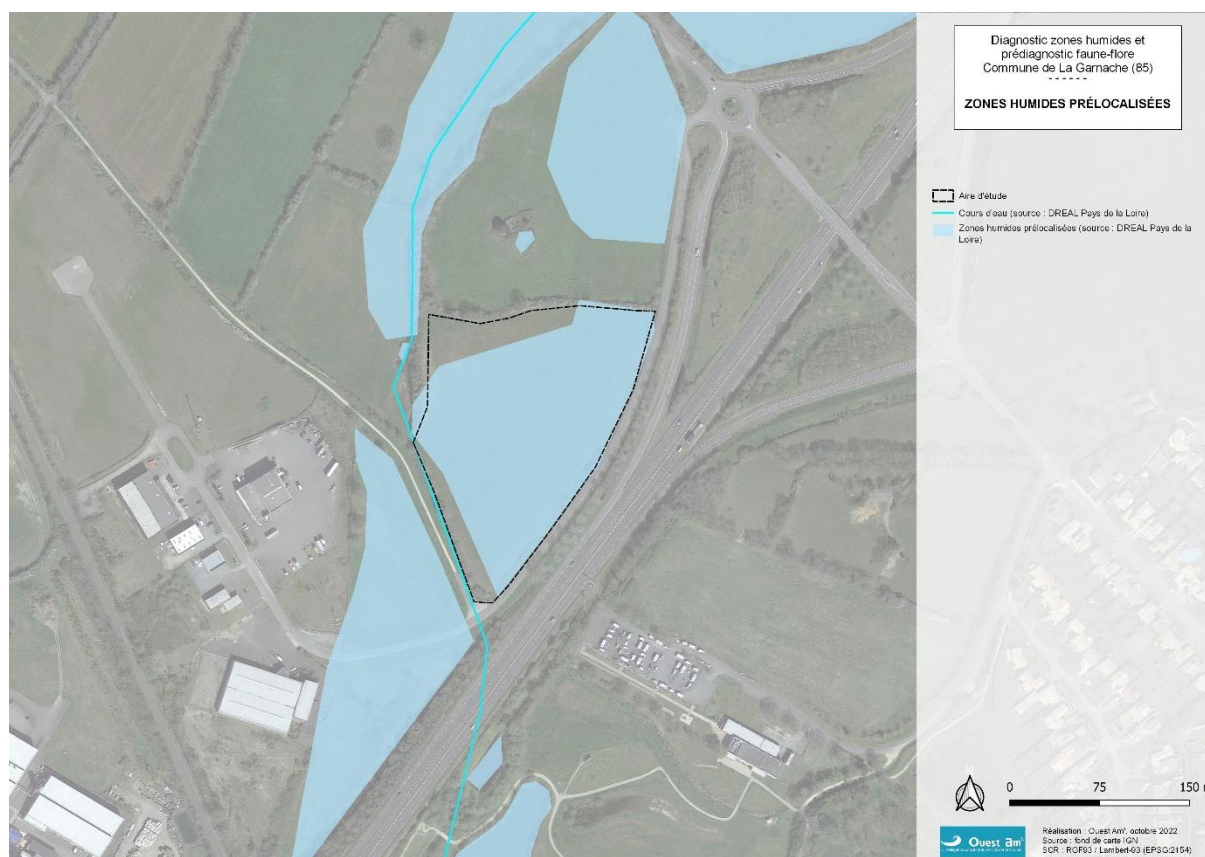 Diagnostic zones humides et
prédiagnostic faune-flore
Commune de La Garnache (85)
------
ZONES HUMIDES PRÉLOCALISÉES
Aire d'étude
Cours d'eau (source : DREAL Pays de la Loire)
Zones humides prélocalisées (source : DREAL Pays de la
Loire)
N
0 75 150 m
Ouest am'
Réalisation : Ouest Am', octobre 2022
Source : fond de carte IGN
SCR : RGF93 / Lambert-93 (EPSG:2154)